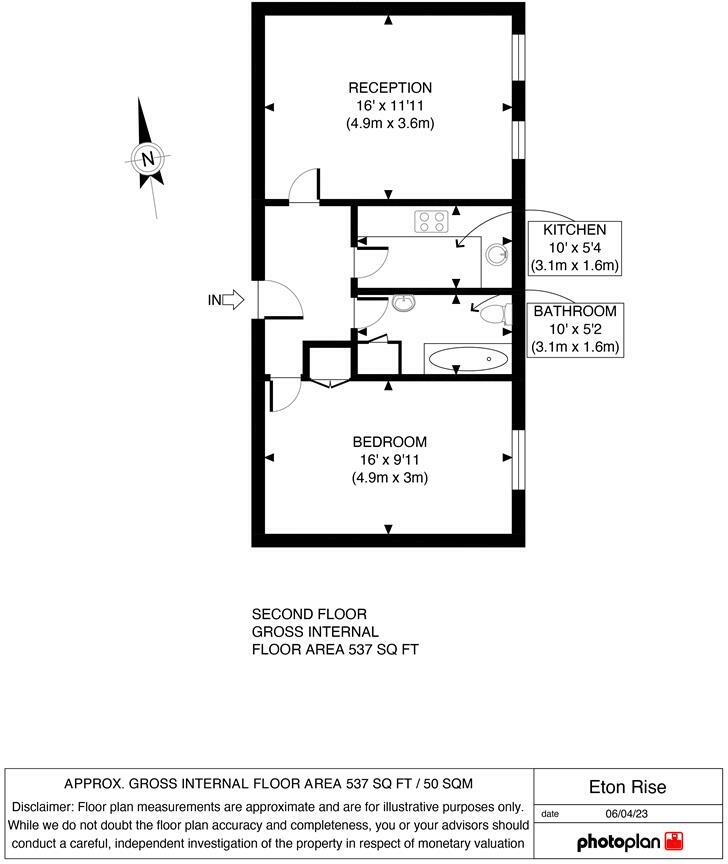 RECEPTION
16' x 11'11
(4.9m x 3.6m)
N
KITCHEN
10' x 5'4
(3.1m x 1.6m)
IN
BATHROOM
10' x 5'2
(3.1m x 1.6m)
BEDROOM
16' x 9'11
(4.9m x 3m)
SECOND FLOOR
GROSS INTERNAL
FLOOR AREA 537 SQ FT
APPROX. GROSS INTERNAL FLOOR AREA 537 SQ FT / 50 SQM
Disclaimer: Floor plan measurements are approximate and are for illustrative purposes only.
While we do not doubt the floor plan accuracy and completeness, you or your advisors should
conduct a careful, independent investigation of the property in respect of monetary valuation
Eton Rise
date 06/04/23
photoplan